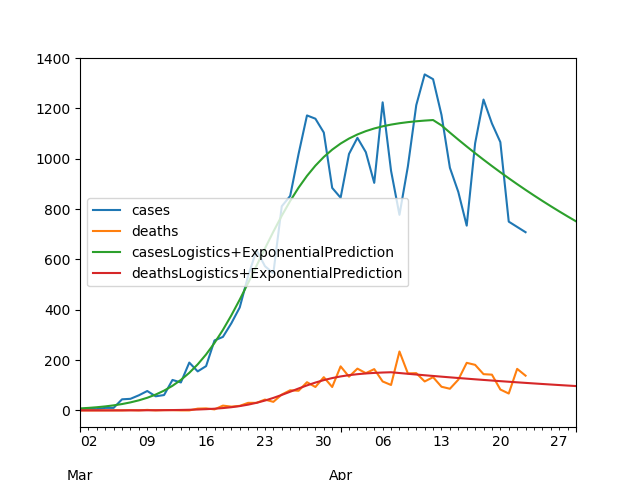 1400
1200
1000
800
600
400
200
0
cases
deaths
casesLogistics+ExponentialPrediction
deathsLogistics+ExponentialPrediction
02 09 16 23 30 06 13 20 27
Mar Apr